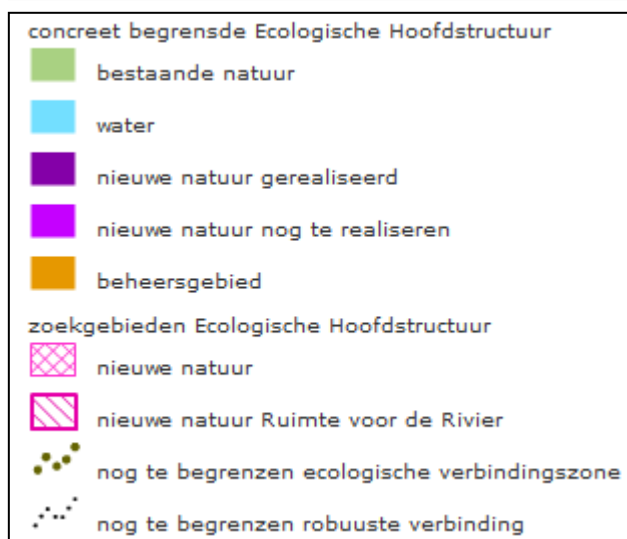 concreet begrensde Ecologische Hoofdstructuur
bestaande natuur
water
nieuwe natuur gerealiseerd
nieuwe natuur nog te realiseren
beheersgebied
zoekgebieden Ecologische Hoofdstructuur
nieuwe natuur
nieuwe natuur Ruimte voor de Rivier
nog te begrenzen ecologische verbindingszone
nog te begrenzen robuuste verbinding